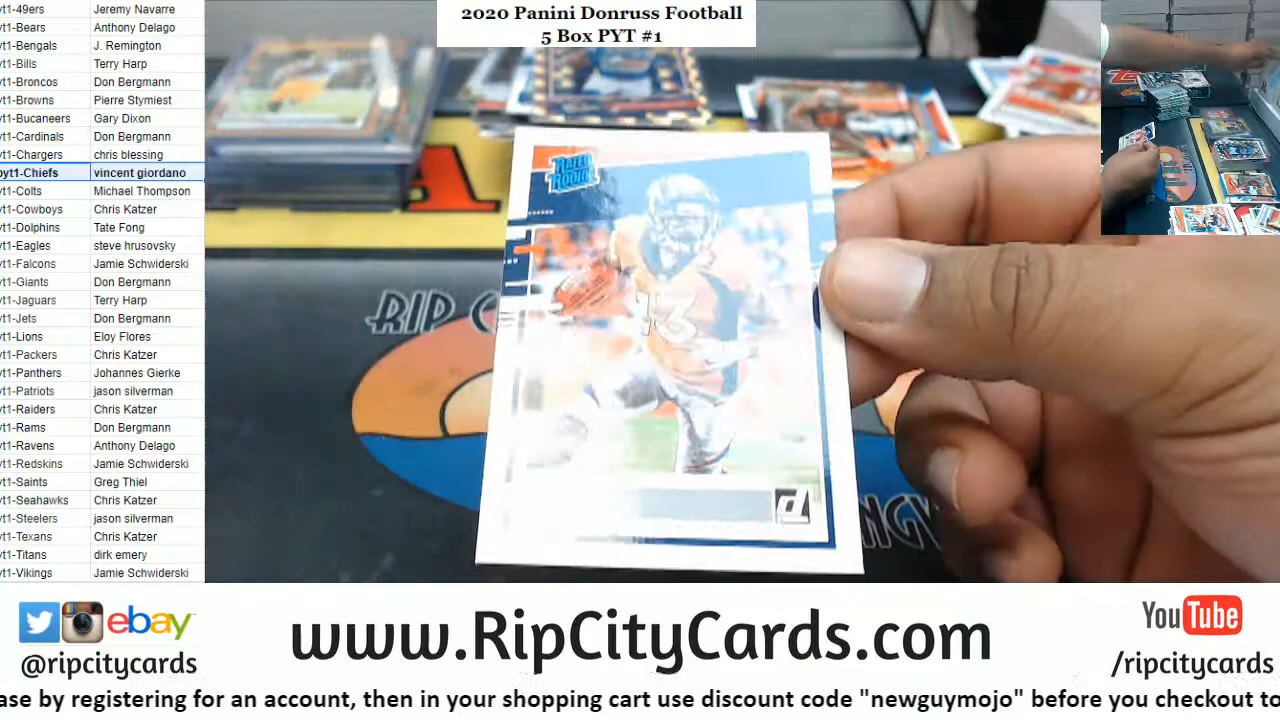 yt1-49ers Jeremy Navarre
yt1-Bears Anthony Delago
yt1-Bengals J. Remington
yt1-Bills Terry Harp
yt1-Broncos Don Bergmann
yt1-Browns Pierre Stymiest
yt1-Bucaneers Gary Dixon
yt1-Cardinals Don Bergmann
yt1-Chargers chris blessing
pyt1-Chiefs vincent giordano
yt1-Colts Michael Thompson
yt1-Cowboys Chris Katzer
yt1-Dolphins Tate Fong
yt1-Eagles steve hrusovsky
yt1-Falcons Jamie Schwiderski
yt1-Giants Don Bergmann
yt1-Jaguars Terry Harp
yt1-Jets Don Bergmann
yt1-Lions Eloy Flores
yt1-Packers Chris Katzer
yt1-Panthers Johannes Gierke
yt1-Patriots jason silverman
yt1-Raiders Chris Katzer
yt1-Rams Don Bergmann
yt1-Ravens Anthony Delago
yt1-Redskins Jamie Schwiderski
yt1-Saints Greg Thiel
yt1-Seahawks Chris Katzer
yt1-Steelers jason silverman
yt1-Texans Chris Katzer
yt1-Titans dirk emery
yt1-Vikings Jamie Schwiderski
2020 Panini Donruss Football
5 Box PYT #1
RATED
ROOKIE
13
RIP
ebay
@ripcitycards
www.RipCityCards.com
YouTube
/ripcitycards
ase by registering for an account, then in your shopping cart use discount code "newguymojo" before you checkout to